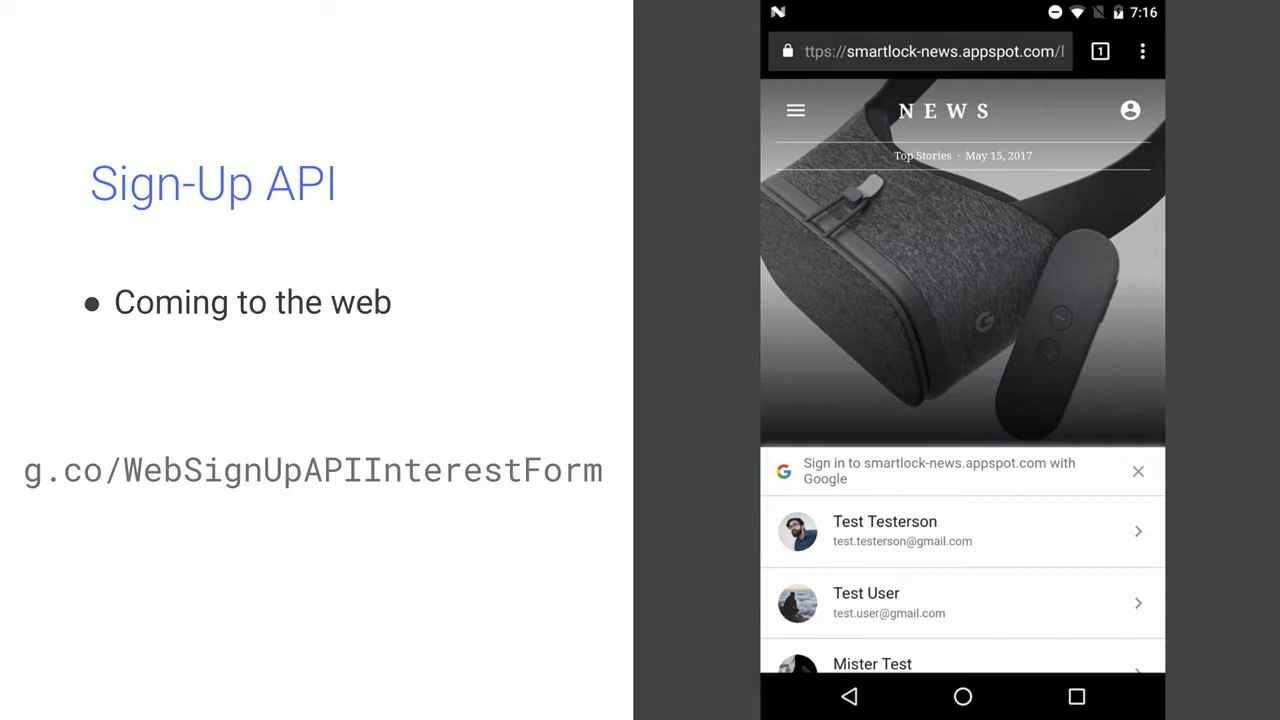 Sign-Up API
● Coming to the web
g.co/WebSignUpAPIInterestForm
7:16
ttps://smartlock-news.appspot.com/l
1
NEWS
Top Stories · May 15, 2017
Sign in to smartlock-news.appspot.com with
Google
Test Testerson
test.testerson@gmail.com
Test User
test.user@gmail.com
Mister Test